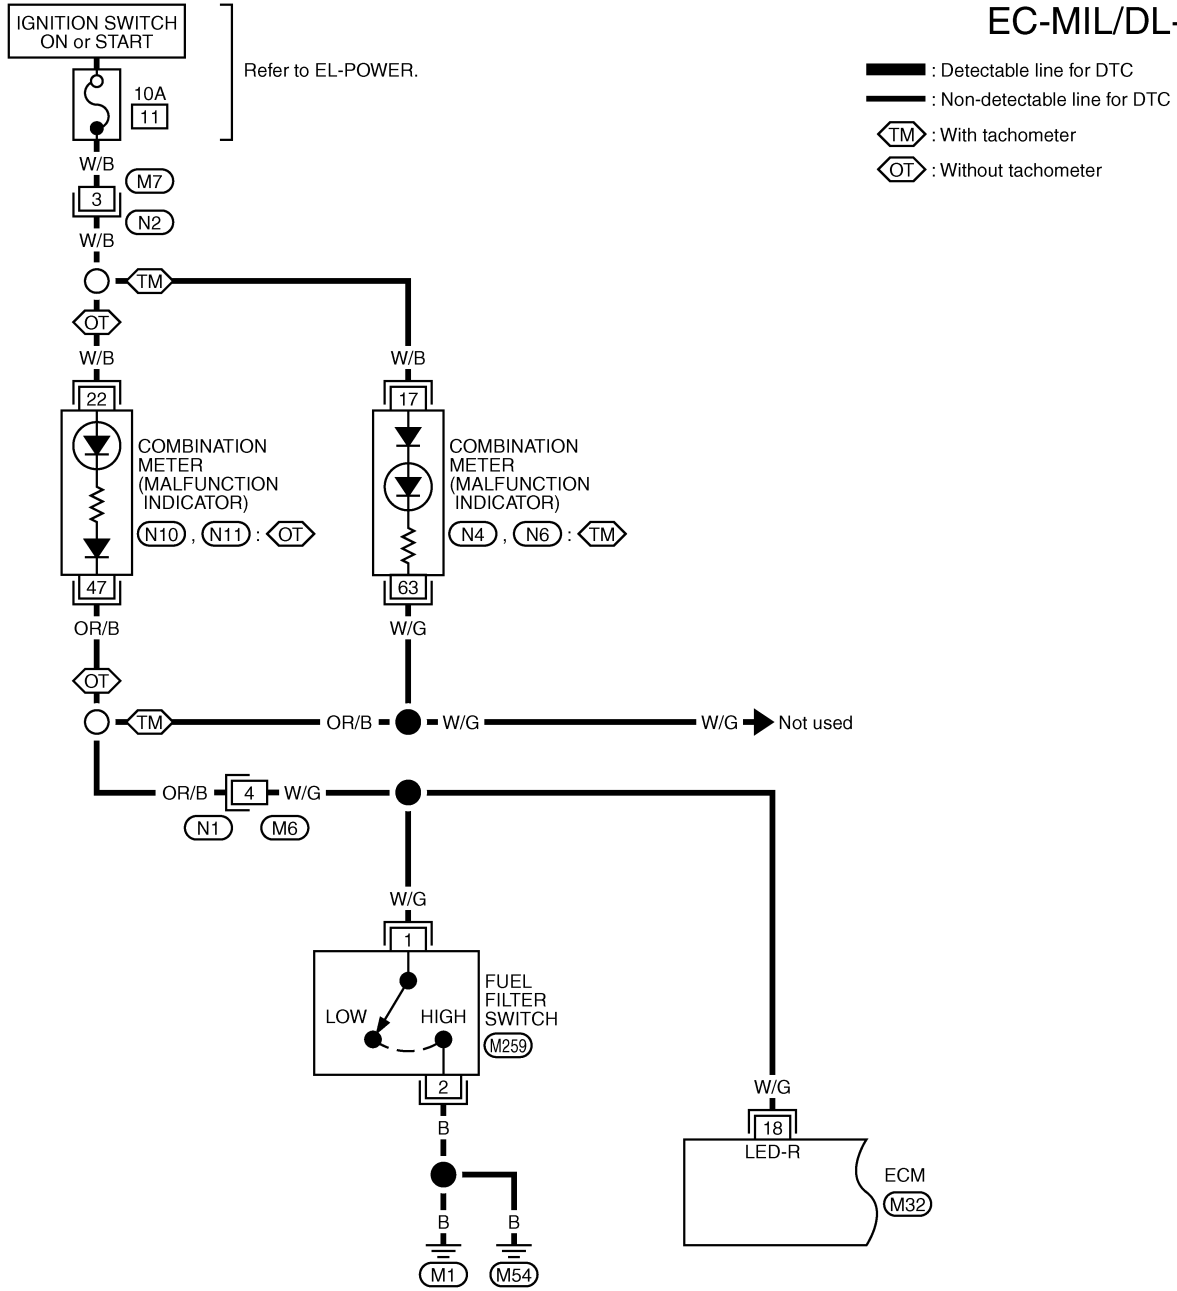 EC-MIL/DL-
IGNITION SWITCH
ON or START
Refer to EL-POWER.
: Detectable line for DTC
: Non-detectable line for DTC
TM : With tachometer
OT : Without tachometer
10A
11
W/B
M7
3
N2
W/B
TM
OT
W/B
W/B
22
17
COMBINATION
METER
(MALFUNCTION
INDICATOR)
N10 , N11 : OT
COMBINATION
METER
(MALFUNCTION
INDICATOR)
N4 , N6 : TM
47
63
OR/B
W/G
OT
TM
OR/B
W/G
W/G
Not used
OR/B
4
W/G
N1
M6
W/G
1
FUEL
FILTER
SWITCH
M259
LOW
HIGH
2
B
B
B
M1
M54
W/G
18
LED-R
ECM
M32